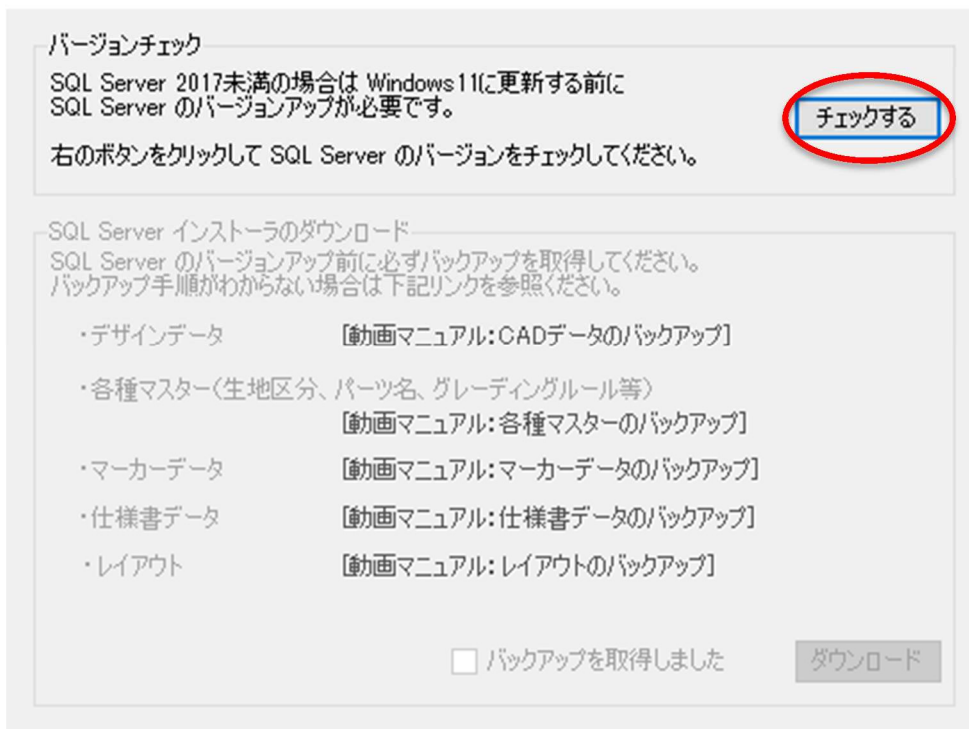 バージョンチェック
SQL Server 2017未満の場合は Windows11に更新する前に
SQL Server のバージョンアップが必要です。
チェックする
右のボタンをクリックして SQL Server のバージョンをチェックしてください。
SQL Server インストーラのダウンロード
SQL Server のバージョンアップ前に必ずバックアップを取得してください。
バックアップ手順がわからない場合は下記リンクを参照ください。
・デザインデータ [動画マニュアル:CADデータのバックアップ]
・各種マスター(生地区分、パーツ名、グレーディングルール等)
[動画マニュアル:各種マスターのバックアップ]
・マーカーデータ [動画マニュアル:マーカーデータのバックアップ]
・仕様書データ [動画マニュアル:仕様書データのバックアップ]
・レイアウト [動画マニュアル:レイアウトのバックアップ]
バックアップを取得しました ダウンロード